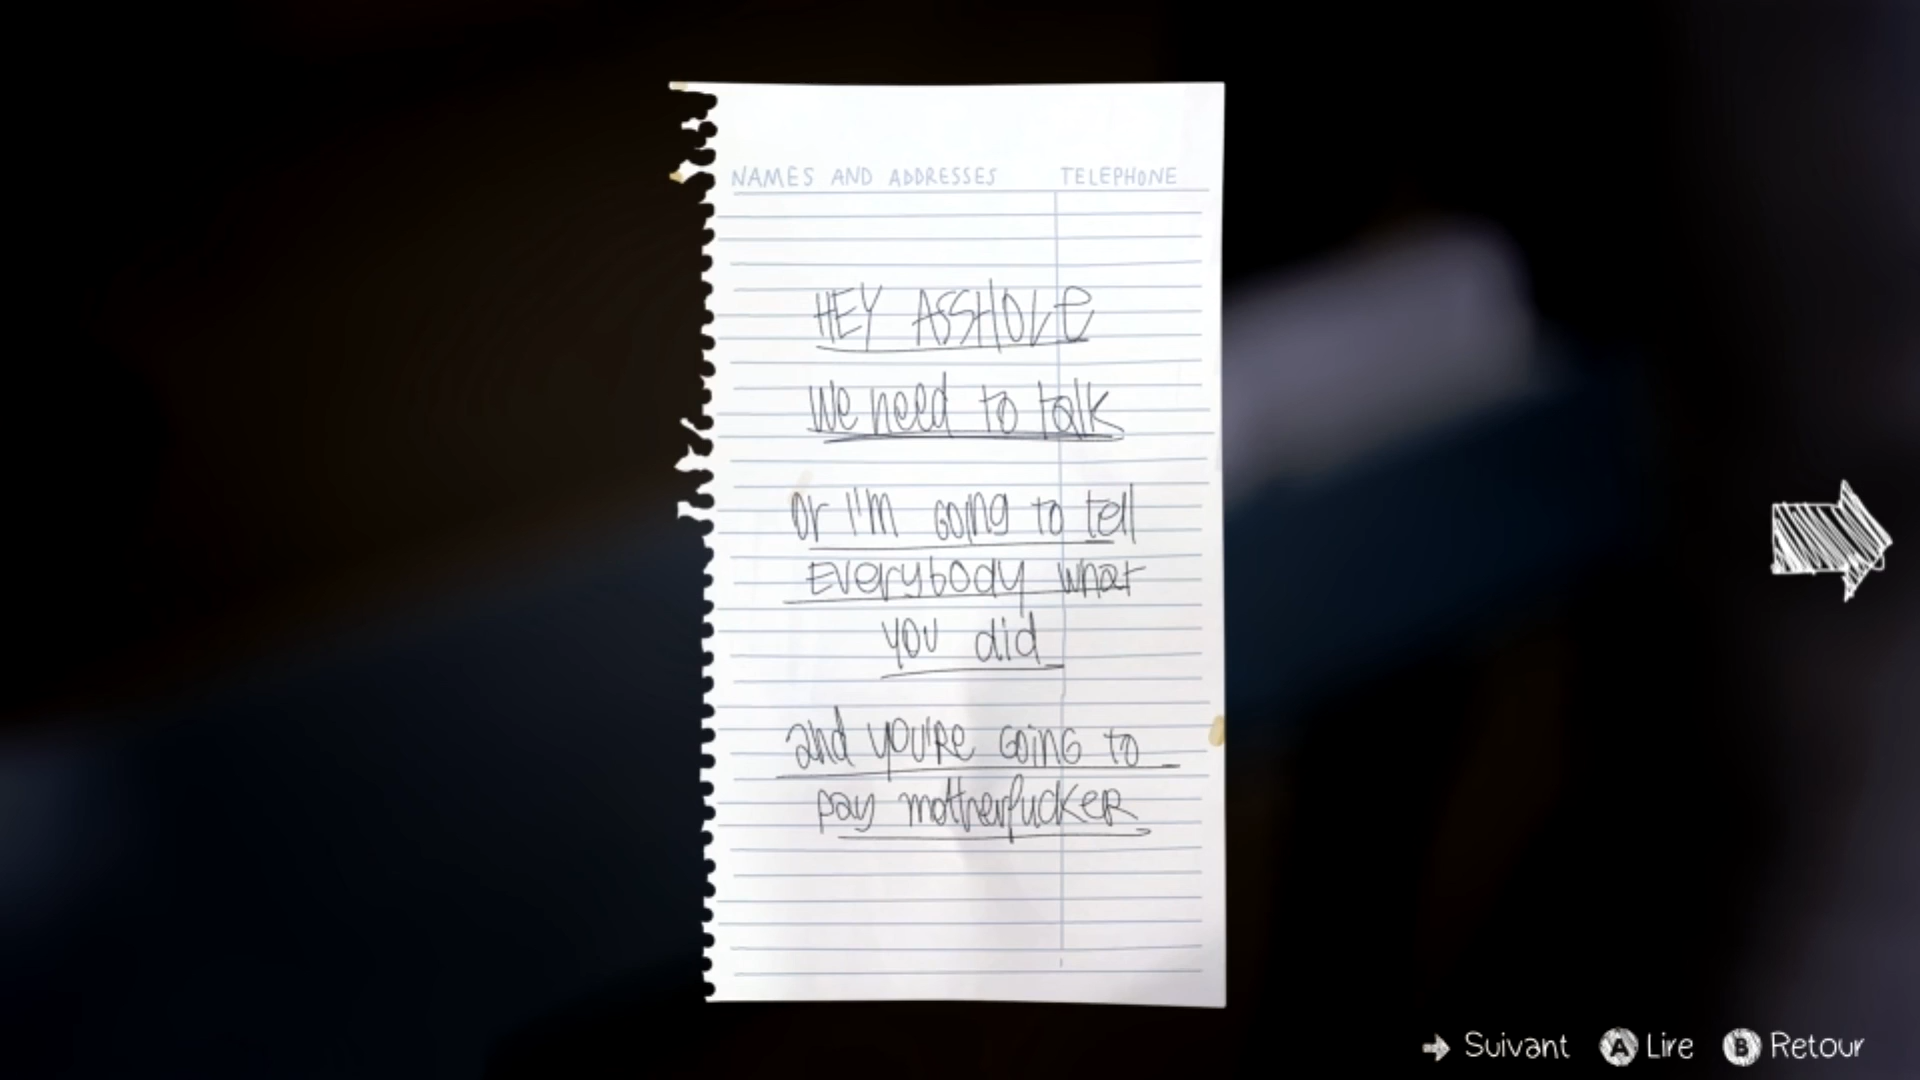 NAMES AND ADDRESSES TELEPHONE
HEY ASSHOLe
We need to talk
Or I'm GOing to tell
EVerybody what
you did
and you're GOinG to
pay motherfucKeR
Suivant A Lire B Retour